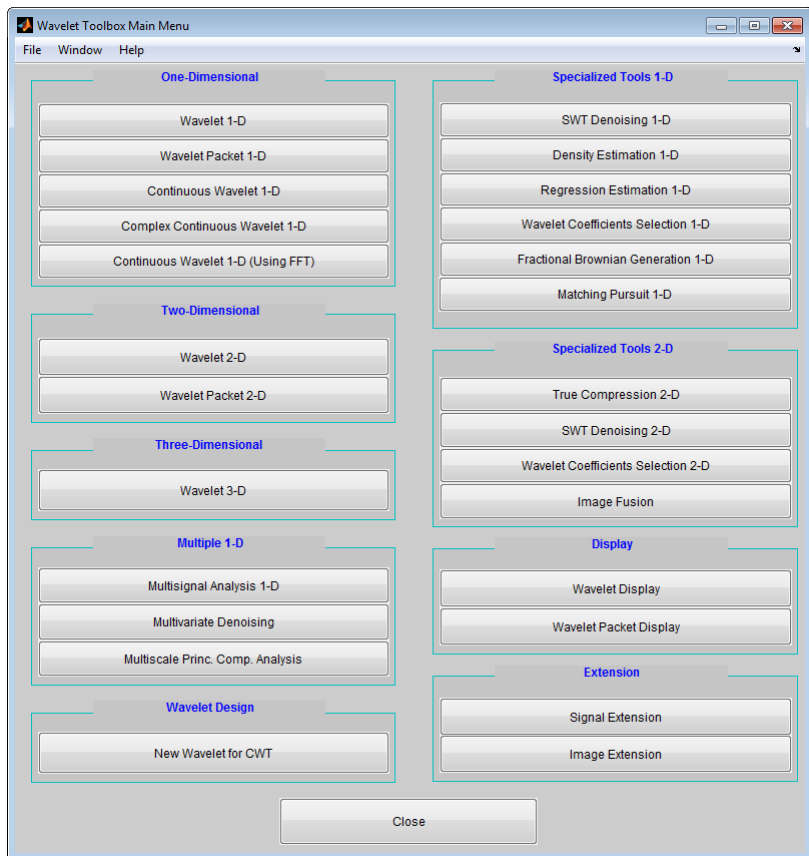 Wavelet Toolbox Main Menu
File Window Help
One-Dimensional
Wavelet 1-D
Wavelet Packet 1-D
Continuous Wavelet 1-D
Complex Continuous Wavelet 1-D
Continuous Wavelet 1-D (Using FFT)
Two-Dimensional
Wavelet 2-D
Wavelet Packet 2-D
Three-Dimensional
Wavelet 3-D
Multiple 1-D
Multisignal Analysis 1-D
Multivariate Denoising
Multiscale Princ. Comp. Analysis
Wavelet Design
New Wavelet for CWT
Specialized Tools 1-D
SWT Denoising 1-D
Density Estimation 1-D
Regression Estimation 1-D
Wavelet Coefficients Selection 1-D
Fractional Brownian Generation 1-D
Matching Pursuit 1-D
Specialized Tools 2-D
True Compression 2-D
SWT Denoising 2-D
Wavelet Coefficients Selection 2-D
Image Fusion
Display
Wavelet Display
Wavelet Packet Display
Extension
Signal Extension
Image Extension
Close